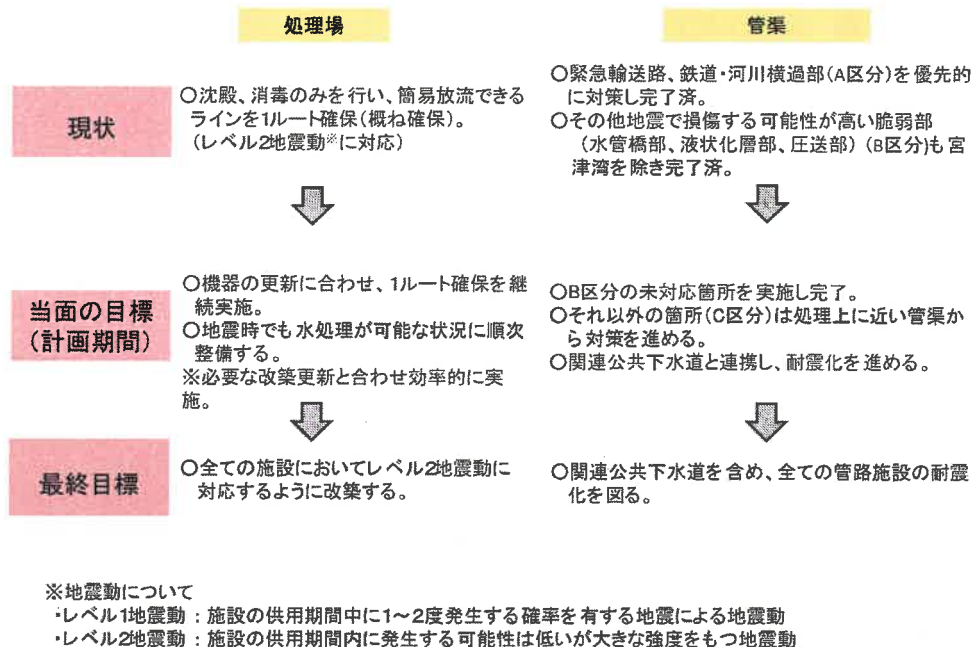 処理場
管渠
現状
○沈殿、消毒のみを行い、簡易放流できる
ラインを1ルート確保(概ね確保)。
(レベル2地震動※に対応)
○緊急輸送路、鉄道・河川横過部(A区分)を優先的
に対策し完了済。
○その他地震で損傷する可能性が高い脆弱部
(水管橋部、液状化層部、圧送部)(B区分)も宮
津湾を除き完了済。
当面の目標
(計画期間)
○機器の更新に合わせ、1ルート確保を継
続実施。
○地震時でも水処理が可能な状況に順次
整備する。
※必要な改築更新と合わせ効率的に実
施。
○B区分の未対応箇所を実施し完了。
○それ以外の箇所(C区分)は処理上に近い管渠か
ら対策を進める。
○関連公共下水道と連携し、耐震化を進める。
最終目標
○全ての施設においてレベル2地震動に
対応するように改築する。
○関連公共下水道を含め、全ての管路施設の耐震
化を図る。
※地震動について
・レベル1地震動：施設の供用期間中に1～2度発生する確率を有する地震による地震動
・レベル2地震動：施設の供用期間内に発生する可能性は低いが大きな強度をもつ地震動